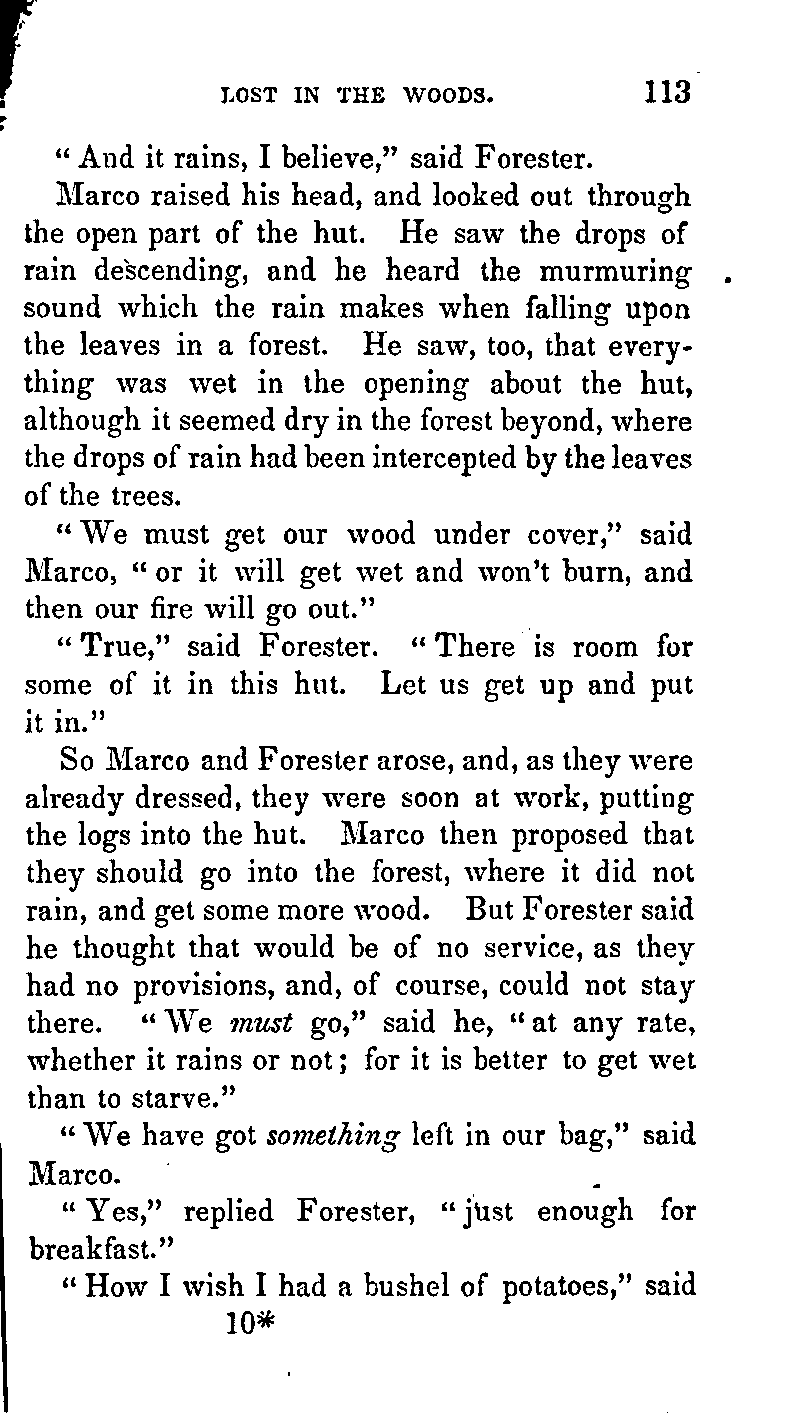 LOST IN THE WOODS. 113
“ And it rains, I believe,” said Forester.
Marco raised his head, and looked out through
the open part of the hut. He saw the drops of
rain descending, and he heard the murmuring
sound which the rain makes when falling upon
the leaves in a forest. He saw, too, that every-
thing was wet in the opening about the hut,
although it seemed dry in the forest beyond, where
the drops of rain had been intercepted by the leaves
of the trees.
“ We must get our wood under cover,” said
Marco, “ or it will get wet and won’t burn, and
then our fire will go out.”
“ True,” said Forester. “ There is room for
some of it in this hut. Let us get up and put
it in.”
So Marco and Forester arose, and, as they were
already dressed, they were soon at work, putting
the logs into the hut. Marco then proposed that
they should go into the forest, where it did not
rain, and get some more wood. But Forester said
he thought that would be of no service, as they
had no provisions, and, of course, could not stay
there. “ We must go,” said he, “ at any rate,
whether it rains or not; for it is better to get wet
than to starve.”
“ We have got something left in our bag,” said
Marco.
“ Yes,” replied Forester, “ just enough for
breakfast.”
“ How I wish I had a bushel of potatoes,” said
10*